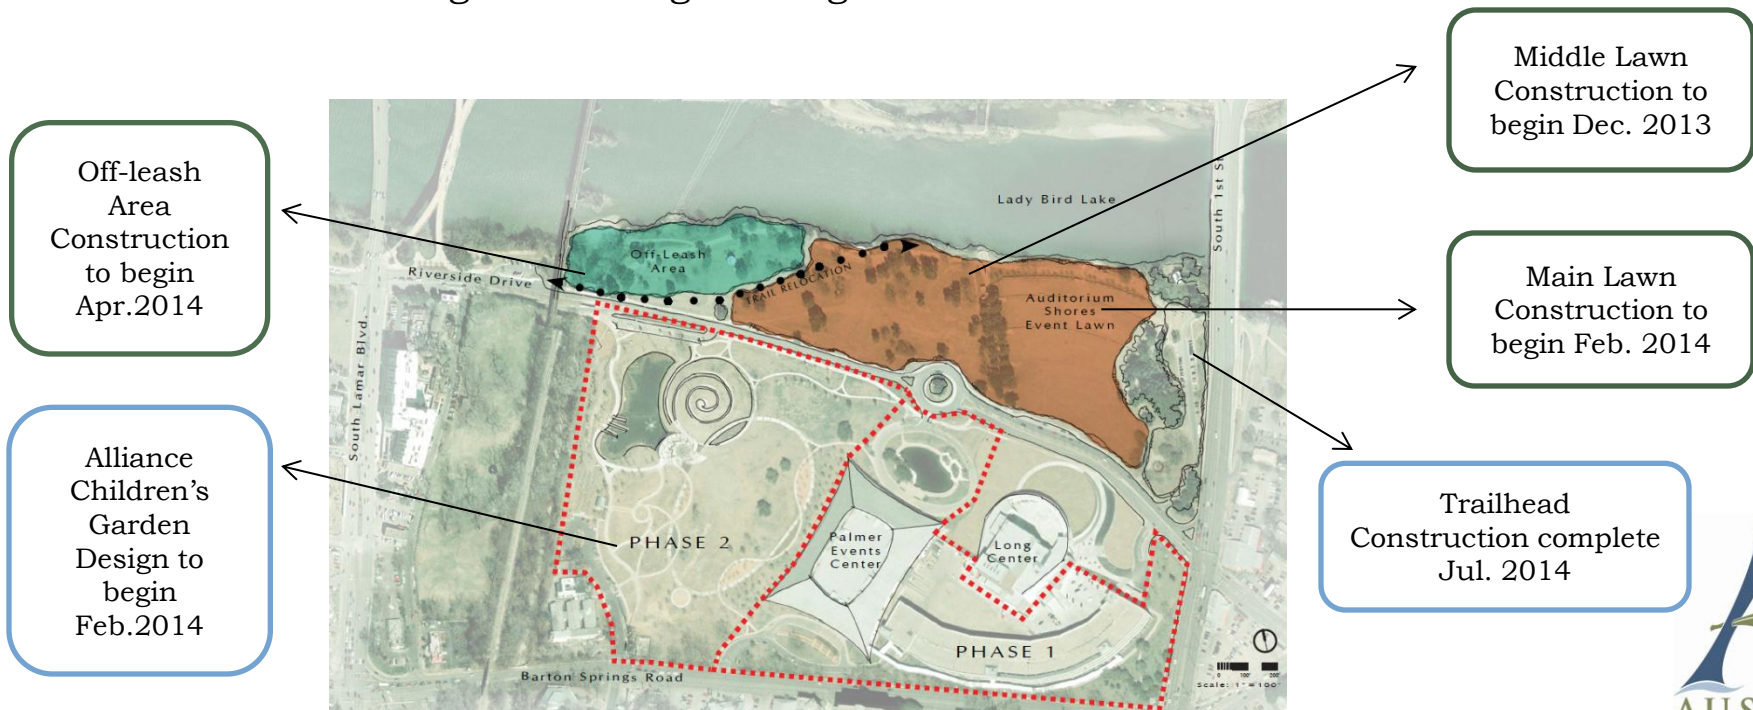 Off-leash
Area
Construction
to begin
Apr.2014
Alliance
Children's
Garden
Design to
begin
Feb.2014
Middle Lawn
Construction to
begin Dec. 2013
Main Lawn
Construction to
begin Feb. 2014
Trailhead
Construction complete
Jul. 2014
Lady Bird Lake
South 1st St
Off-Leash
Area
Riverside Drive
TRAIL RELOCATION
Auditorium
Shores
Event Lawn
South Lamar Blvd.
PHASE 2
Palmer
Events
Center
Long
Center
PHASE 1
Barton Springs Road
Scale: 1"=100'